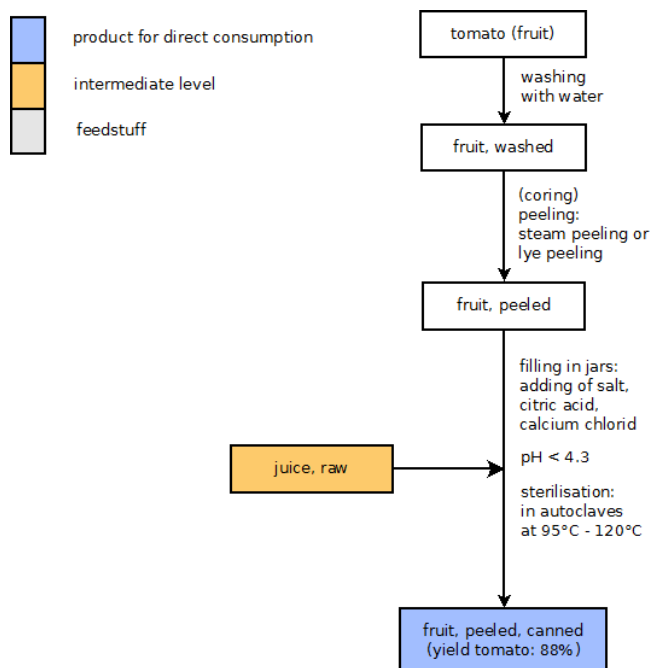 product for direct consumption
intermediate level
feedstuff
tomato (fruit)
washing
with water
fruit, washed
(coring)
peeling:
steam peeling or
lye peeling
fruit, peeled
filling in jars:
adding of salt,
citric acid,
calcium chlorid
pH < 4.3
juice, raw
sterilisation:
in autoclaves
at 95°C - 120°C
fruit, peeled, canned
(yield tomato: 88%)